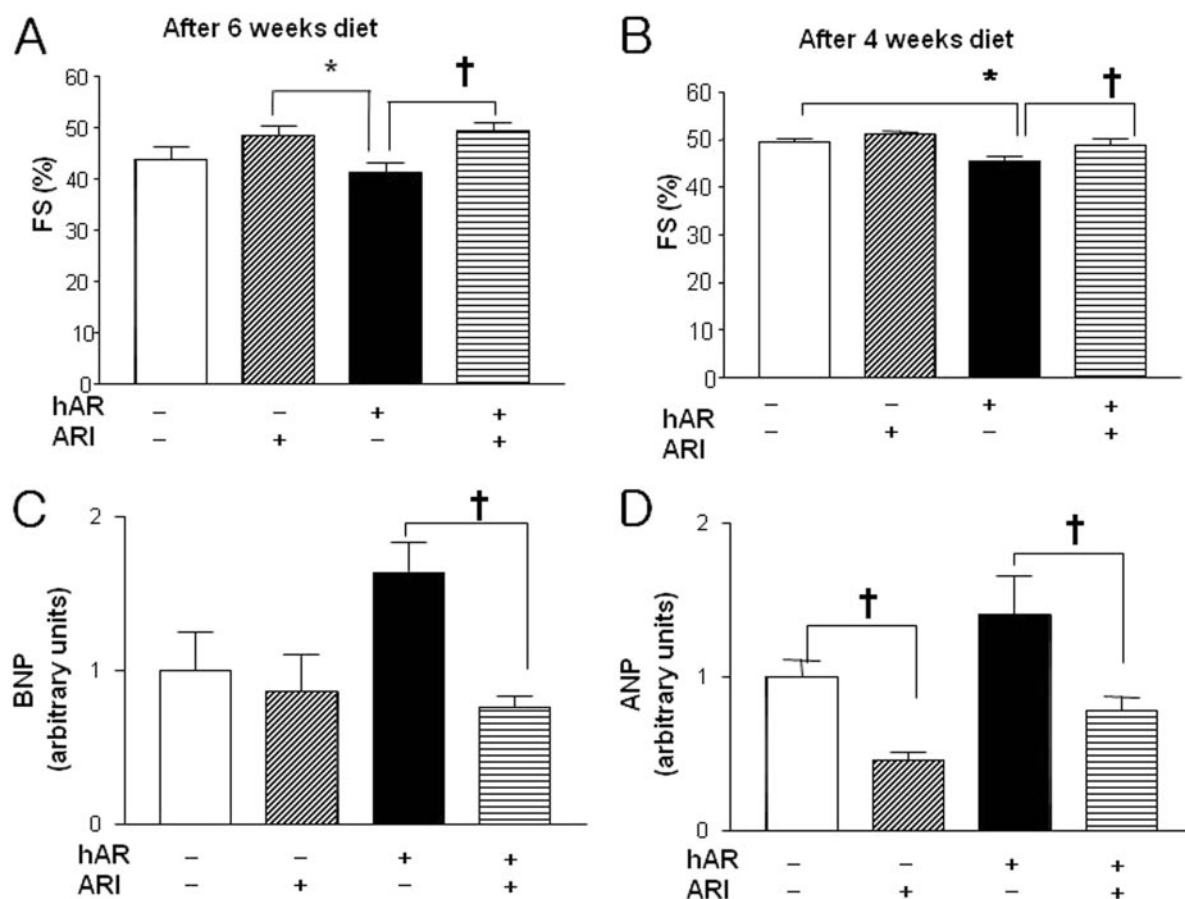 A
After 6 weeks diet
* †
60
50
40
30
20
10
0
FS (%)
hAR – – + +
ARI – + – +
B
After 4 weeks diet
* †
60
50
40
30
20
10
0
FS (%)
hAR – – + +
ARI – + – +
C
†
2
1
0
BNP
(arbitrary units)
hAR – – + +
ARI – + – +
D
† †
2
1
0
ANP
(arbitrary units)
hAR – – + +
ARI – + – +